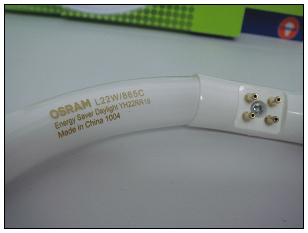 OSRAM L22W/865C
Energy Saver Daylight YH22RR16
Made in China 1004